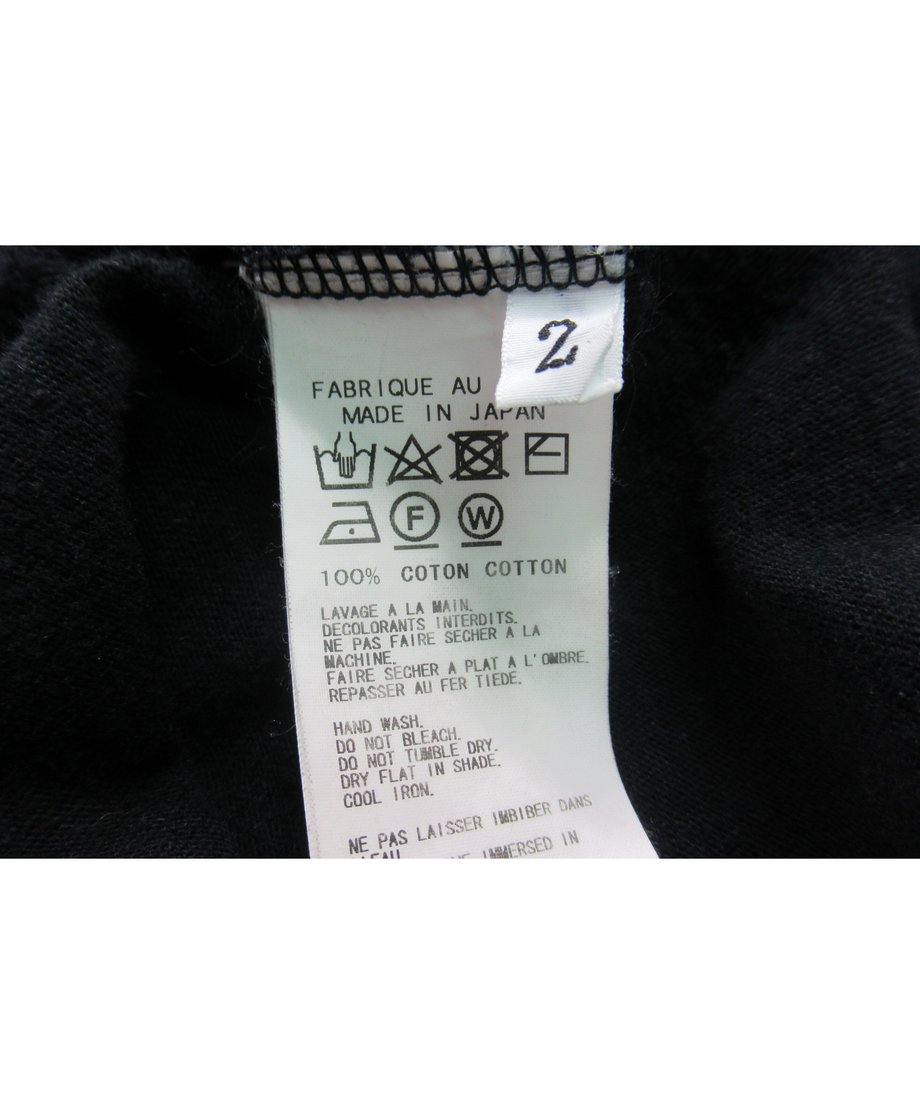 2
FABRIQUE AU
MADE IN JAPAN
F W
100% COTON COTTON
LAVAGE A LA MAIN.
DECOLORANTS INTERDITS.
NE PAS FAIRE SECHER A LA
MACHINE.
FAIRE SECHER A PLAT A L'OMBRE.
REPASSER AU FER TIEDE.
HAND WASH.
DO NOT BLEACH.
DO NOT TUMBLE DRY.
DRY FLAT IN SHADE.
COOL IRON.
NE PAS LAISSER IMBIBER DANS
IMMERSED IN